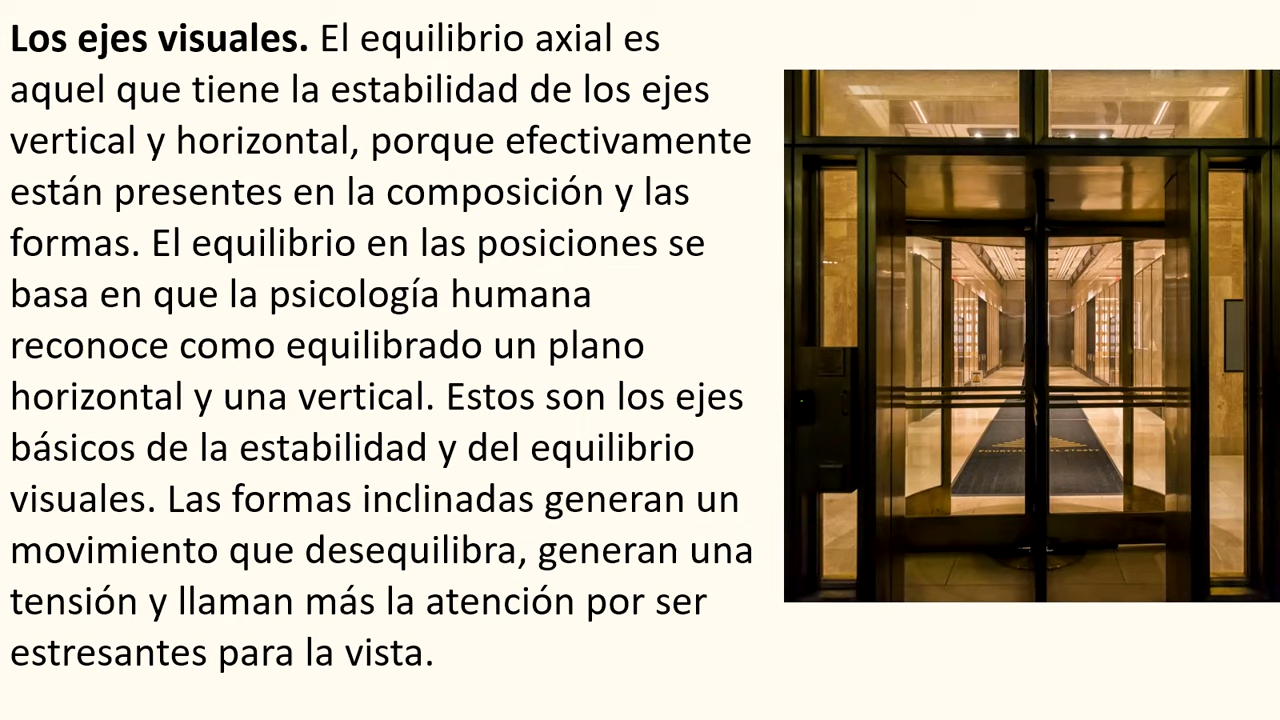 Los ejes visuales. El equilibrio axial es
aquel que tiene la estabilidad de los ejes
vertical y horizontal, porque efectivamente
están presentes en la composición y las
formas. El equilibrio en las posiciones se
basa en que la psicología humana
reconoce como equilibrado un plano
horizontal y una vertical. Estos son los ejes
básicos de la estabilidad y del equilibrio
visuales. Las formas inclinadas generan un
movimiento que desequilibra, generan una
tensión y llaman más la atención por ser
estresantes para la vista.